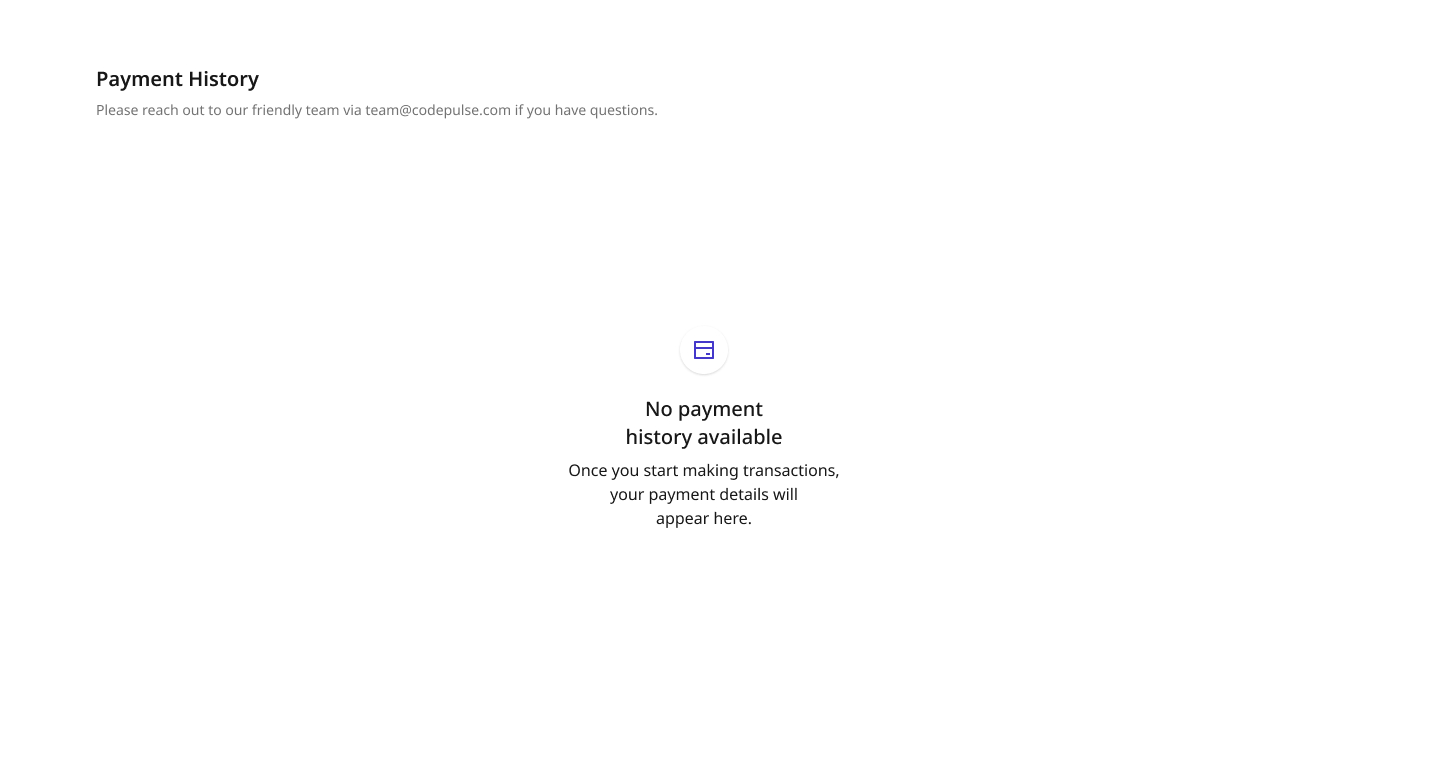 Payment History
Please reach out to our friendly team via team@codepulse.com if you have questions.
No payment
history available
Once you start making transactions,
your payment details will
appear here.